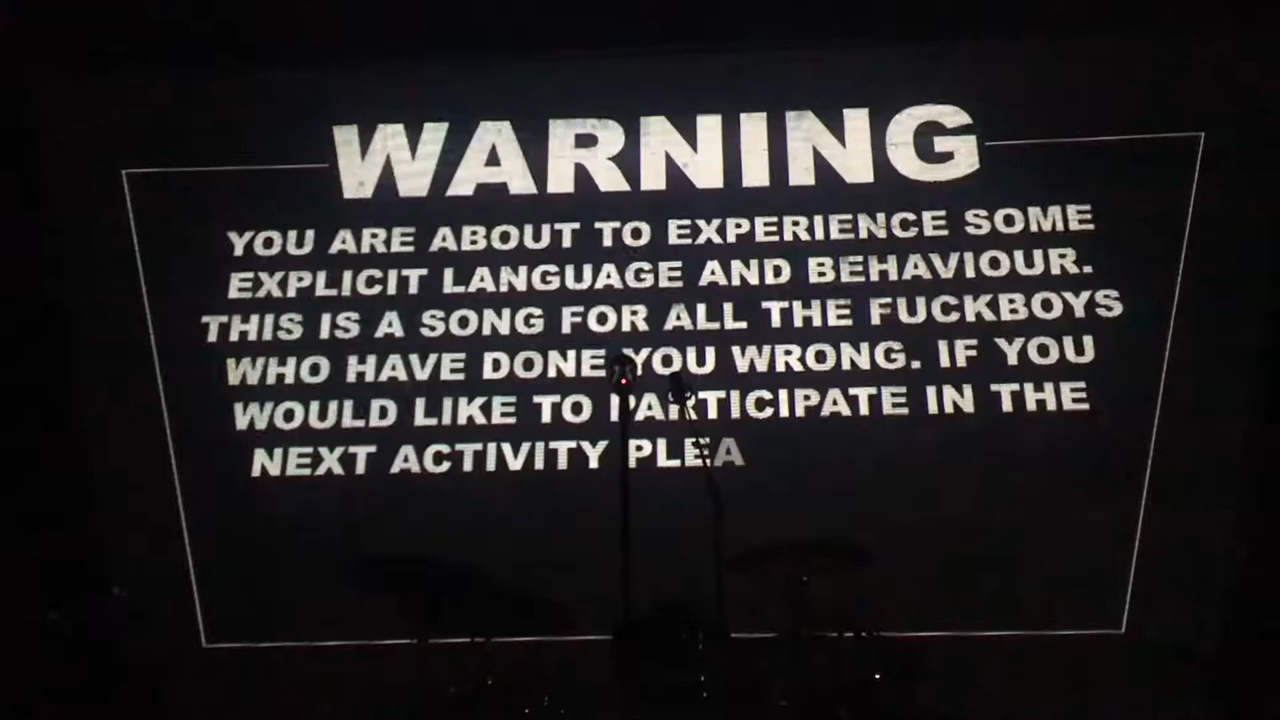 WARNING
YOU ARE ABOUT TO EXPERIENCE SOME
EXPLICIT LANGUAGE AND BEHAVIOUR.
THIS IS A SONG FOR ALL THE FUCKBOYS
WHO HAVE DONE YOU WRONG. IF YOU
WOULD LIKE TO PARTICIPATE IN THE
NEXT ACTIVITY PLEA